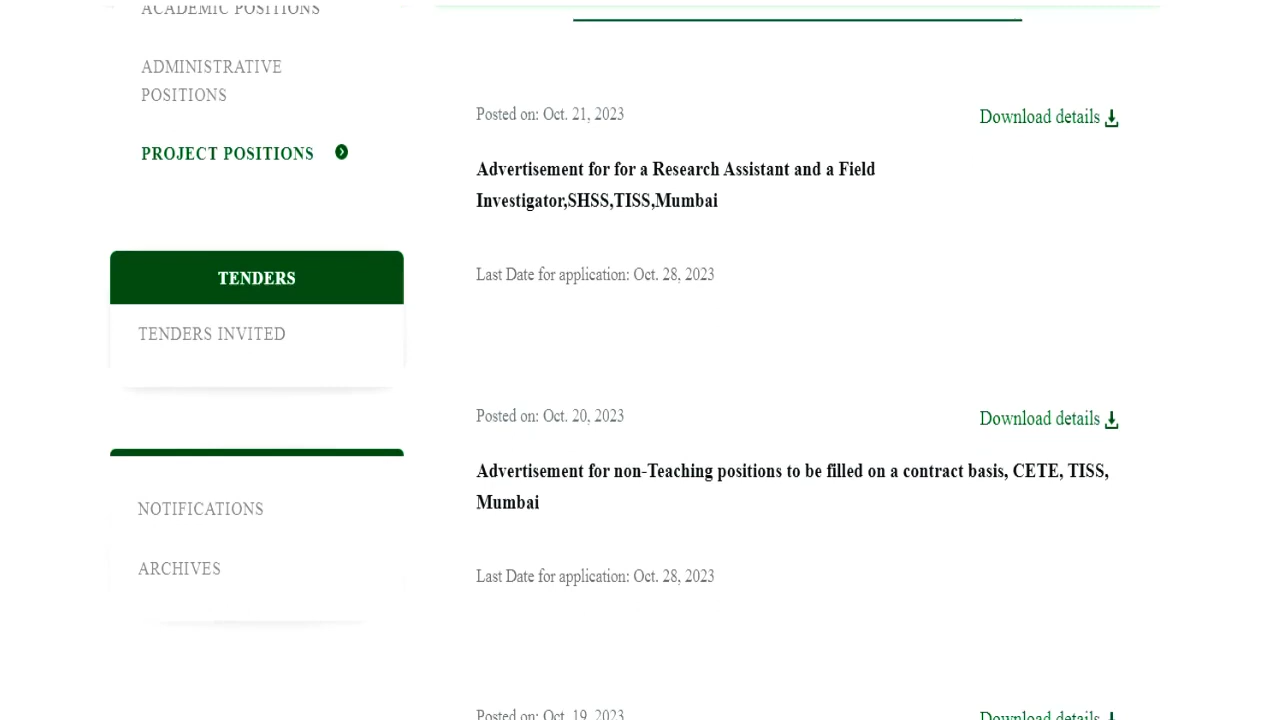 ACADEMIC POSITIONS
ADMINISTRATIVE
POSITIONS
PROJECT POSITIONS
TENDERS
TENDERS INVITED
NOTIFICATIONS
ARCHIVES
Posted on: Oct. 21, 2023
Download details
Advertisement for for a Research Assistant and a Field
Investigator,SHSS,TISS,Mumbai
Last Date for application: Oct. 28, 2023
Posted on: Oct. 20, 2023
Download details
Advertisement for non-Teaching positions to be filled on a contract basis, CETE, TISS,
Mumbai
Last Date for application: Oct. 28, 2023
Posted on: Oct. 19, 2023
Download details